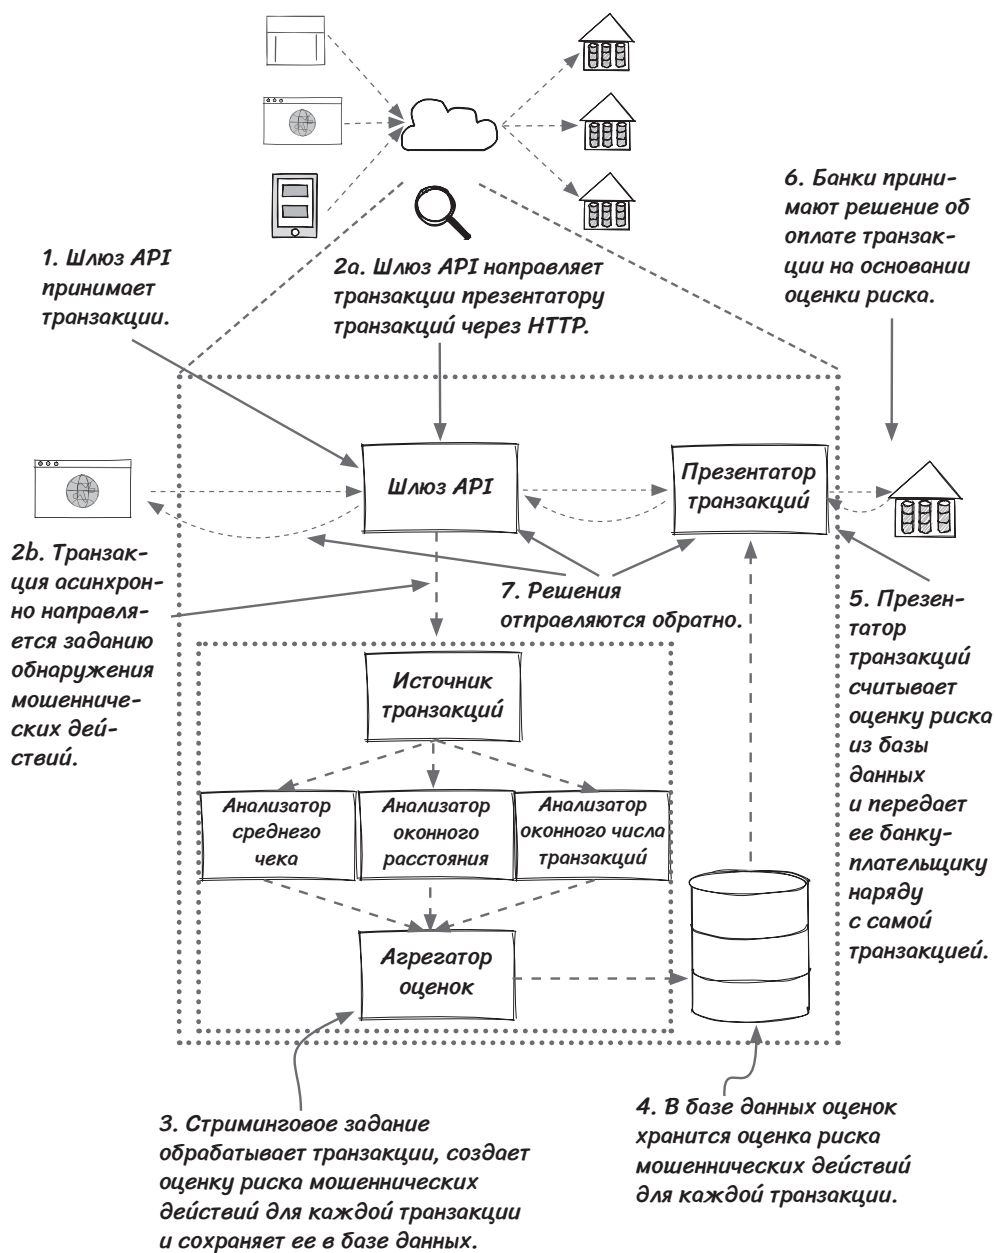 6. Банки прини-
мают решение об
оплате транзак-
ции на основании
оценки риска.
1. Шлюз API
принимает
транзакции.
2a. Шлюз API направляет
транзакции презентатору
транзакций через HTTP.
Шлюз API
Презентатор
транзакций
2b. Транзак-
ция асинхрон-
но направля-
ется заданию
обнаружения
мошенниче-
ских дей-
ствий.
7. Решения
отправляются обратно.
5. Презен-
татор
транзакций
считывает
оценку риска
из базы
данных
и передает
ее банку-
плательщику
наряду
с самой
транзакцией.
Источник
транзакций
Анализатор
среднего
чека
Анализатор
оконного
расстояния
Анализатор
оконного числа
транзакций
Агрегатор
оценок
3. Стриминговое задание
обрабатывает транзакции, создает
оценку риска мошеннических
действий для каждой транзакции
и сохраняет ее в базе данных.
4. В базе данных оценок
хранится оценка риска
мошеннических действий
для каждой транзакции.